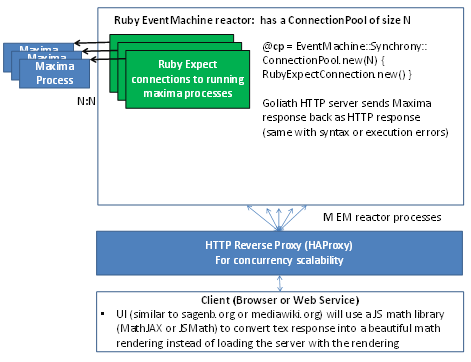 Ruby EventMachine reactor: has a ConnectionPool of size N
Maxima
Maxima
Maxima
Process
N:N
Ruby Expect
connections to running
maxima processes
@cp = EventMachine::Synchrony::
ConnectionPool.new(N) {
RubyExpectConnection.new() }
Goliath HTTP server sends Maxima
response back as HTTP response
(same with syntax or execution errors)
M EM reactor processes
HTTP Reverse Proxy (HAProxy)
For concurrency scalability
Client (Browser or Web Service)
▪ UI (similar to sagenb.org or mediawiki.org) will use a JS math library
(MathJAX or JSMath) to convert tex response into a beautiful math
rendering instead of loading the server with the rendering